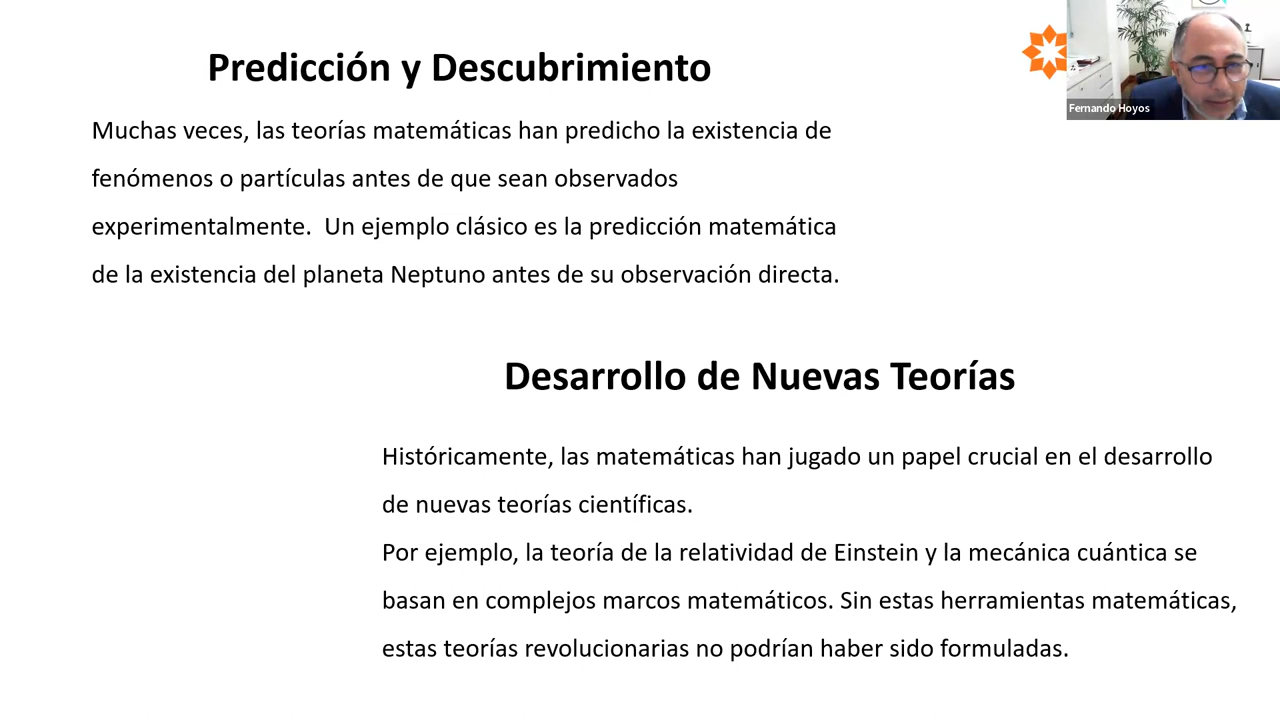 Predicción y Descubrimiento
Muchas veces, las teorías matemáticas han predicho la existencia de
fenómenos o partículas antes de que sean observados
experimentalmente.  Un ejemplo clásico es la predicción matemática
de la existencia del planeta Neptuno antes de su observación directa.
Fernando Hoyos
Desarrollo de Nuevas Teorías
Históricamente, las matemáticas han jugado un papel crucial en el desarrollo
de nuevas teorías científicas.
Por ejemplo, la teoría de la relatividad de Einstein y la mecánica cuántica se
basan en complejos marcos matemáticos. Sin estas herramientas matemáticas,
estas teorías revolucionarias no podrían haber sido formuladas.